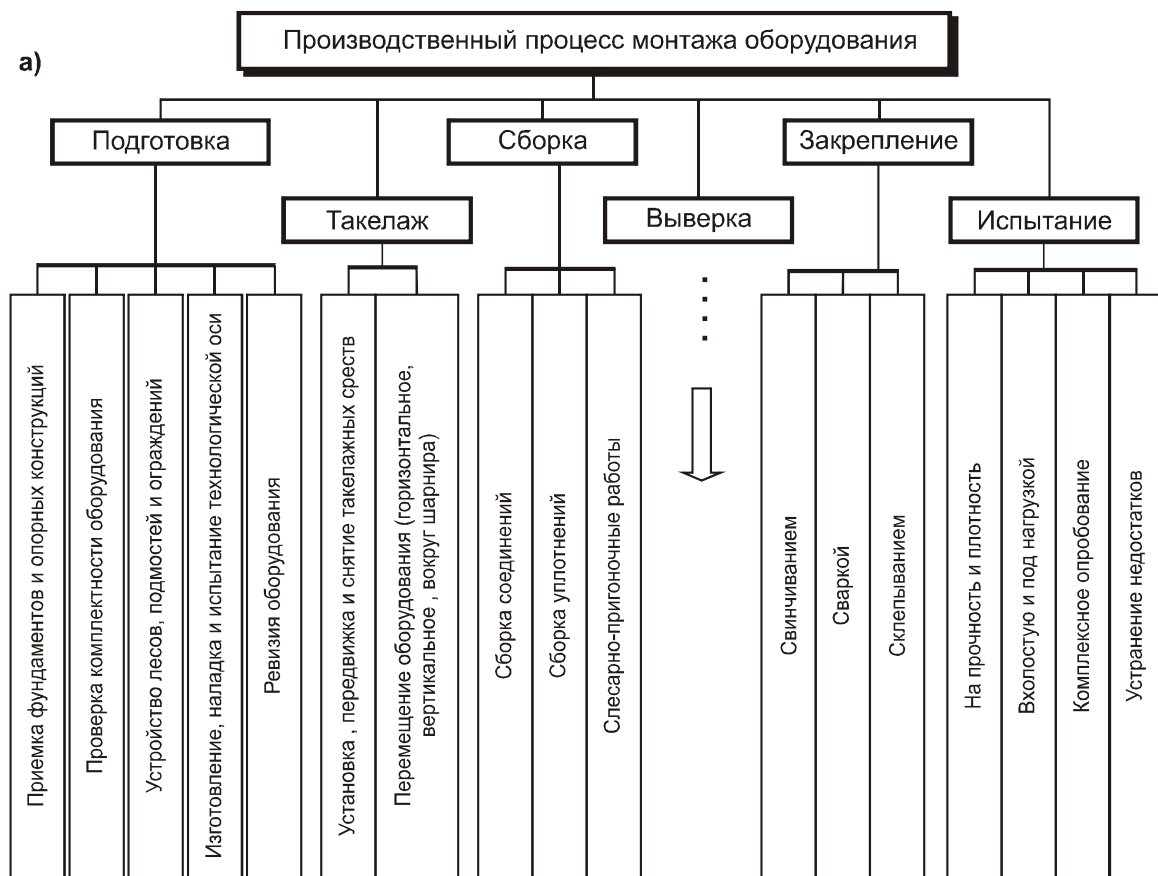 Производственный процесс монтажа оборудования
а)
Подготовка
Сборка
Закрепление
Такелаж
Выверка
Испытание
Приемка фундаментов и опорных конструкций
Проверка комплектности оборудования
Устройство лесов, подмостей и ограждений
Изготовление, наладка и испытание технологической оси
Ревизия оборудования
Установка , передвижка и снятие такелажных среств
Перемещение оборудования (горизонтальное,
вертикальное , вокруг шарнира)
Сборка соединений
Сборка уплотнений
Слесарно-пригоночные работы
Свинчиванием
Сваркой
Склепыванием
На прочность и плотность
Вхолостую и под нагрузкой
Комплексное опробование
Устранение недостатков